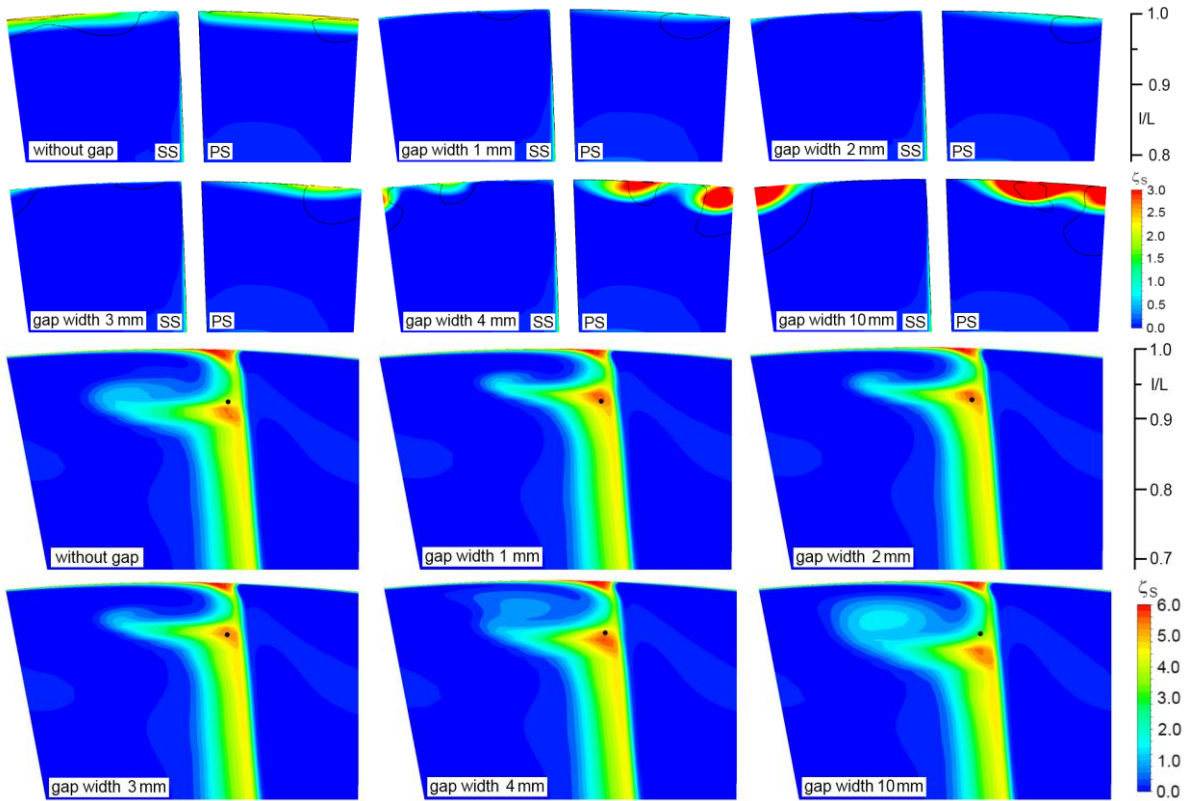 without gap SS PS gap width 1 mm SS PS gap width 2 mm SS PS
1.0
0.9
l/L
0.8
gap width 3 mm SS PS gap width 4 mm SS PS gap width 10 mm SS PS
ζS
3.0
2.5
2.0
1.5
1.0
0.5
0.0
without gap gap width 1 mm gap width 2 mm
1.0
l/L
0.9
0.8
0.7
gap width 3 mm gap width 4 mm gap width 10 mm
ζS
6.0
5.0
4.0
3.0
2.0
1.0
0.0